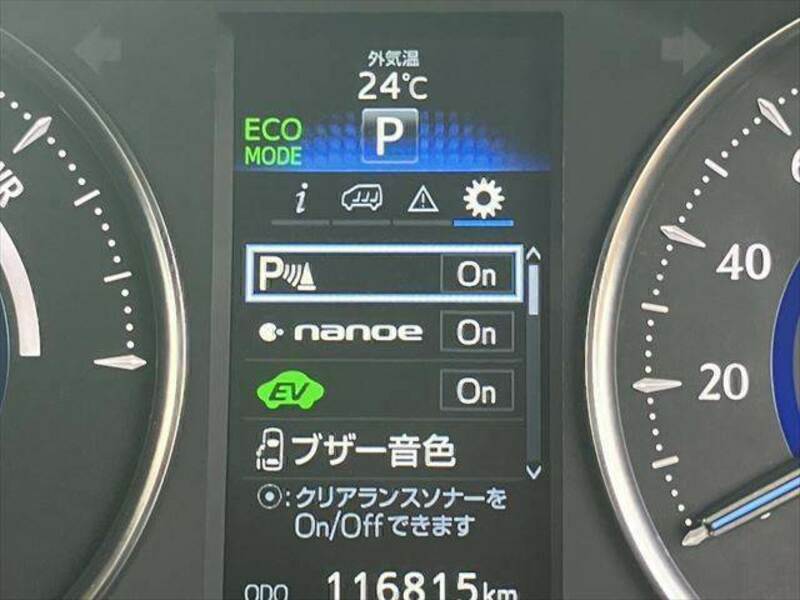 外気温
24℃
ECO
MODE
P
i
P On
nanoe On
EV On
ブザー音色
:クリアランスソナーを
On/Offできます
ODO 116815km
40
20